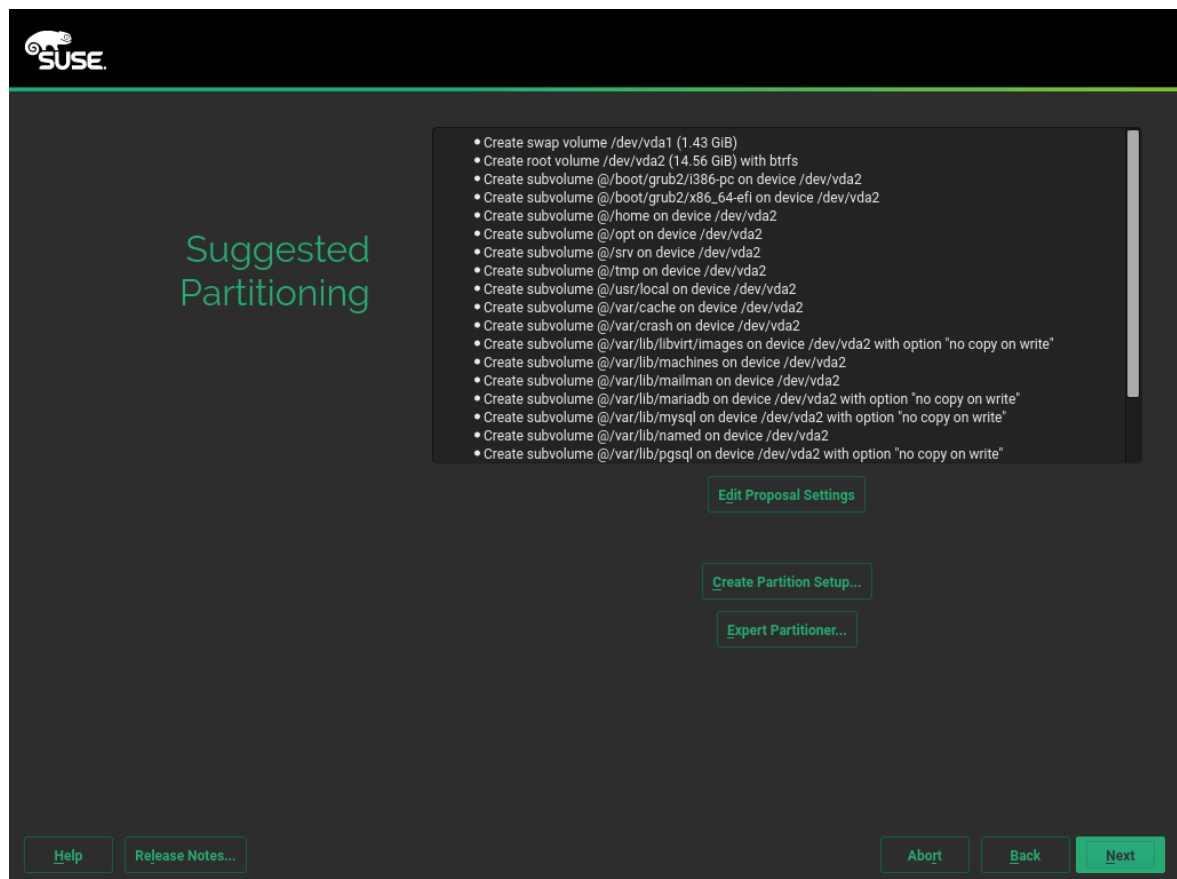 SUSE.
Suggested
Partitioning
• Create swap volume /dev/vda1 (1.43 GiB)
• Create root volume /dev/vda2 (14.56 GiB) with btrfs
• Create subvolume @/boot/grub2/i386-pc on device /dev/vda2
• Create subvolume @/boot/grub2/x86_64-efi on device /dev/vda2
• Create subvolume @/home on device /dev/vda2
• Create subvolume @/opt on device /dev/vda2
• Create subvolume @/srv on device /dev/vda2
• Create subvolume @/tmp on device /dev/vda2
• Create subvolume @/usr/local on device /dev/vda2
• Create subvolume @/var/cache on device /dev/vda2
• Create subvolume @/var/crash on device /dev/vda2
• Create subvolume @/var/lib/libvirt/images on device /dev/vda2 with option "no copy on write"
• Create subvolume @/var/lib/machines on device /dev/vda2
• Create subvolume @/var/lib/mailman on device /dev/vda2
• Create subvolume @/var/lib/mariadb on device /dev/vda2 with option "no copy on write"
• Create subvolume @/var/lib/mysql on device /dev/vda2 with option "no copy on write"
• Create subvolume @/var/lib/named on device /dev/vda2
• Create subvolume @/var/lib/pgsql on device /dev/vda2 with option "no copy on write"
Edit Proposal Settings
Create Partition Setup...
Expert Partitioner...
Help Release Notes... Abort Back Next